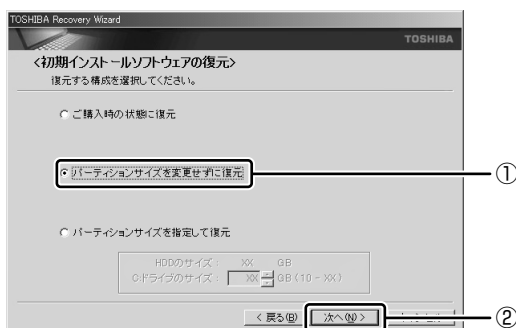 TOSHIBA Recovery Wizard
TOSHIBA
<初期インストールソフトウェアの復元>
復元する構成を選択してください。
ご購入時の状態に復元
パーティションサイズを変更せずに復元
①
パーティションサイズを指定して復元
HDDのサイズ： XX GB
C:ドライブのサイズ： XX GB (10 - XX)
< 戻る(B)
次へ(N) >
②